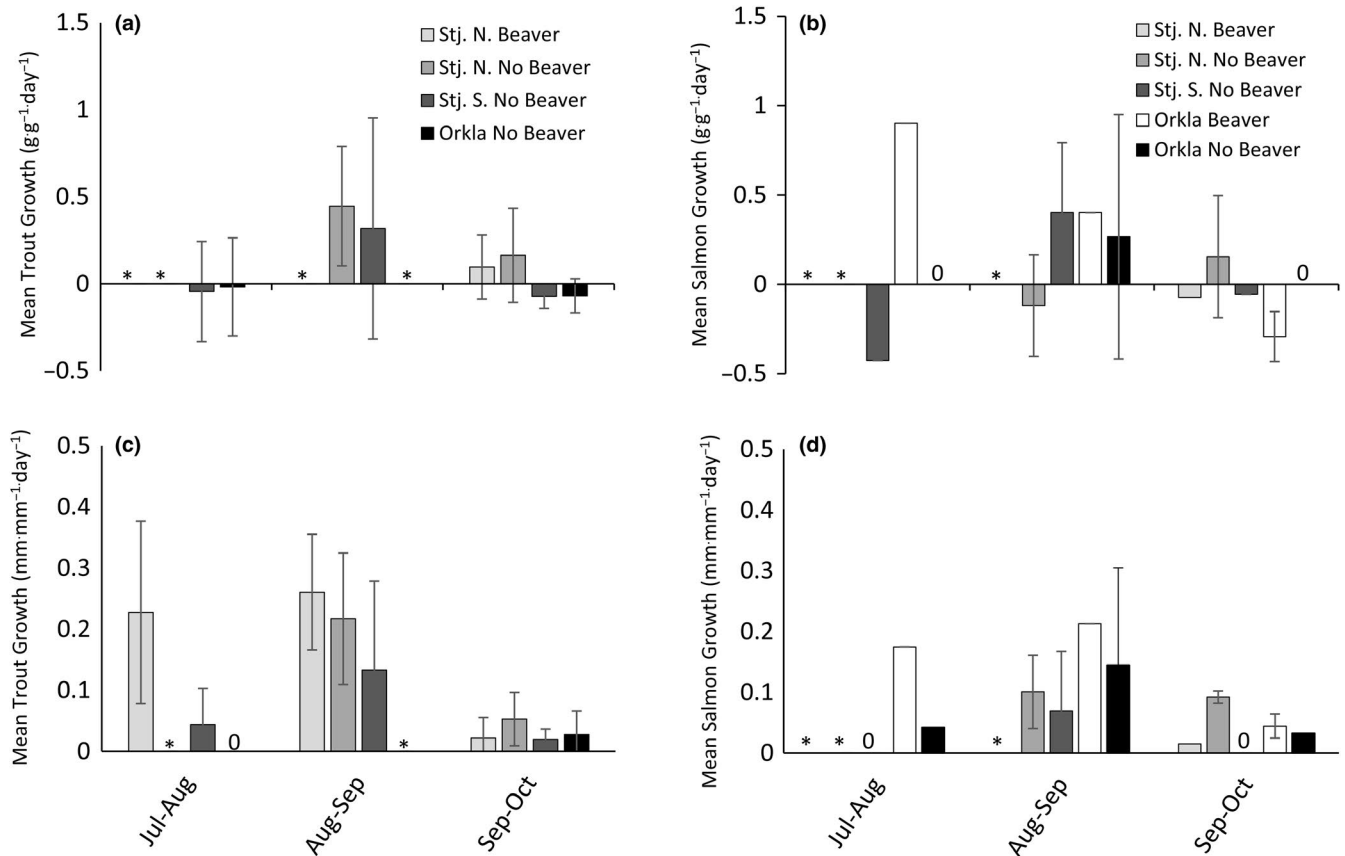 (a)
1.5
1
0.5
0
−0.5
Mean Trout Growth (g·g⁻¹·day⁻¹)
Stj. N. Beaver
Stj. N. No Beaver
Stj. S. No Beaver
Orkla No Beaver
* *
* *
(b)
1.5
1
0.5
0
−0.5
Mean Salmon Growth (g·g⁻¹·day⁻¹)
Stj. N. Beaver
Stj. N. No Beaver
Stj. S. No Beaver
Orkla Beaver
Orkla No Beaver
* * 0
*
0
(c)
0.5
0.4
0.3
0.2
0.1
0
Mean Trout Growth (mm·mm⁻¹·day⁻¹)
* 0
*
Jul-Aug
Aug-Sep
Sep-Oct
(d)
0.5
0.4
0.3
0.2
0.1
0
Mean Salmon Growth (mm·mm⁻¹·day⁻¹)
* * 0
*
0
Jul-Aug
Aug-Sep
Sep-Oct